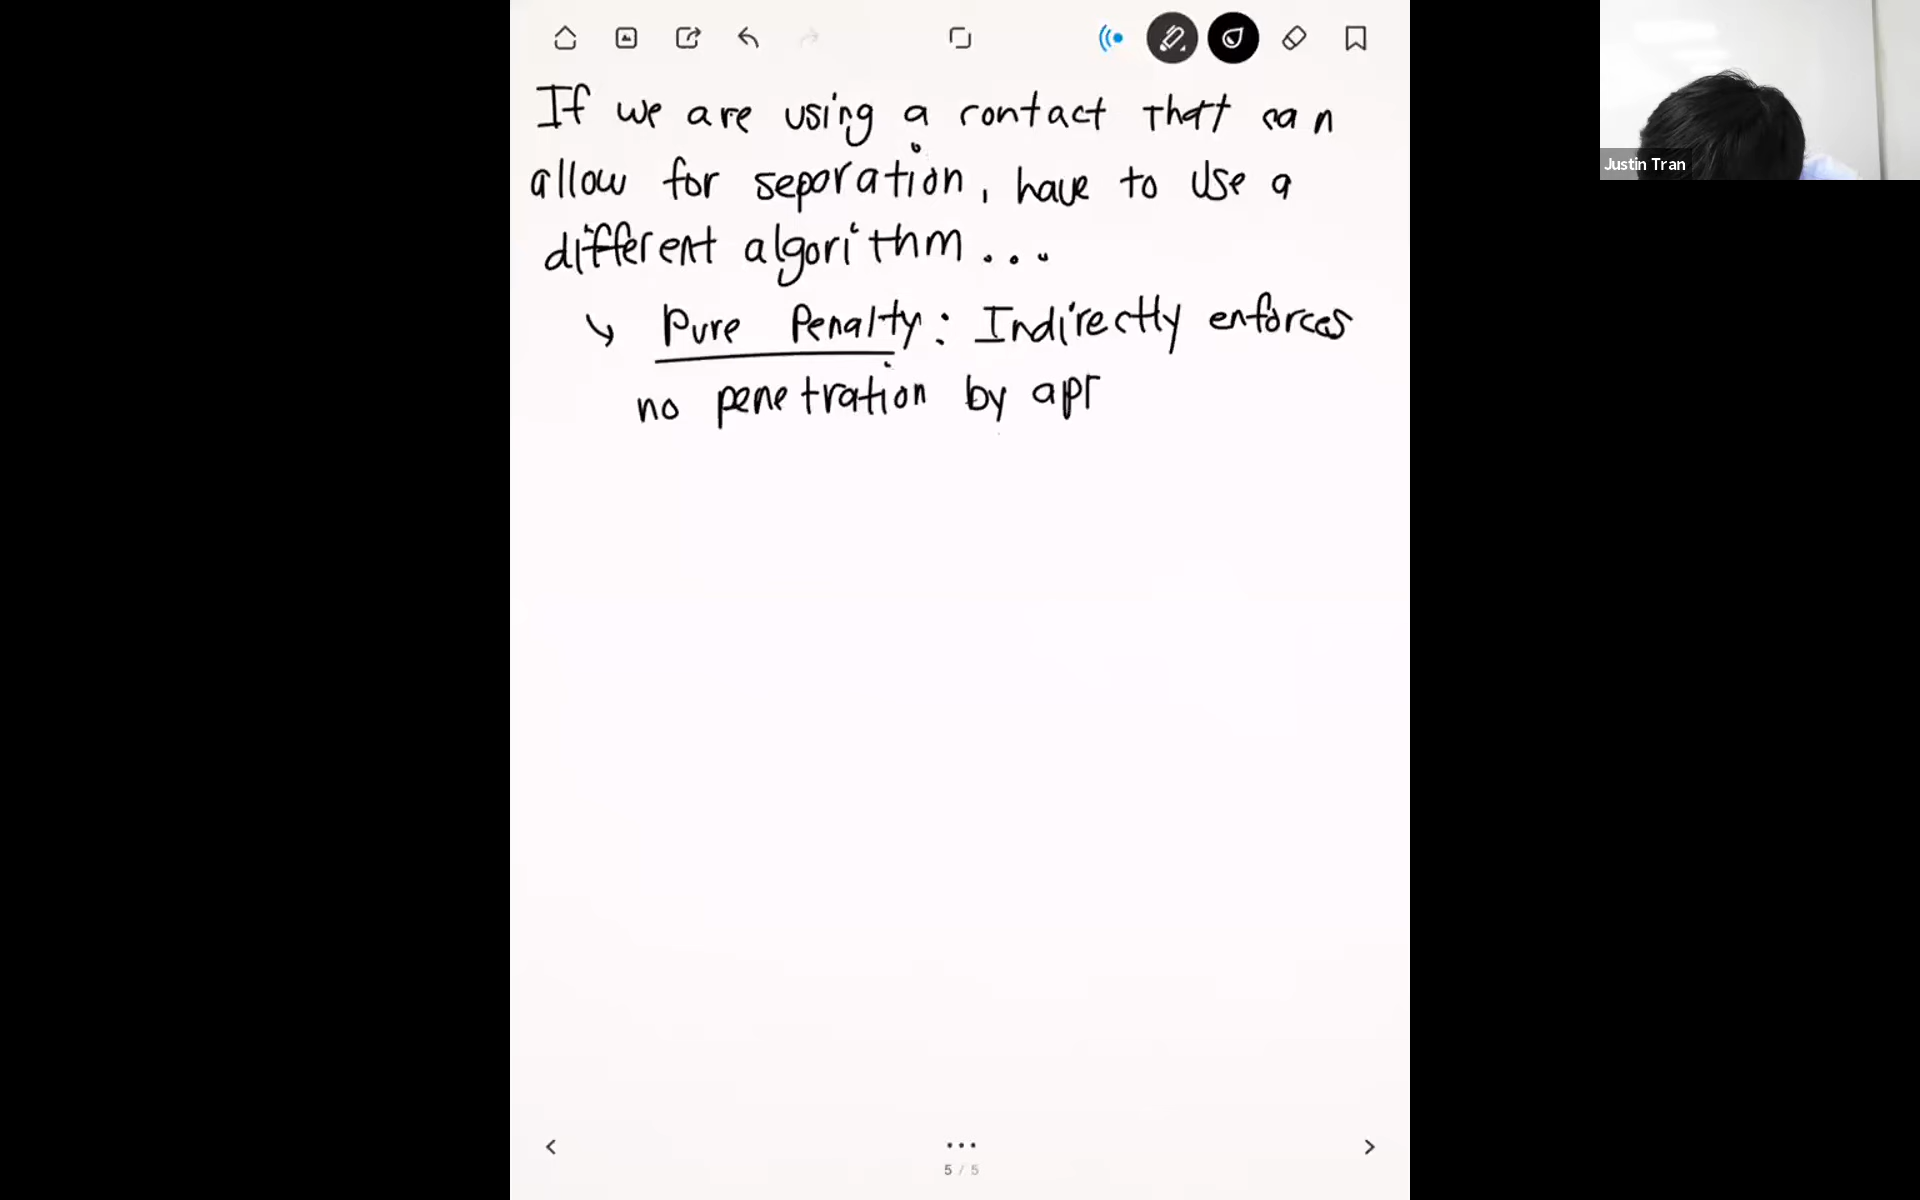 If we are using a contact that can
allow for separation, have to use a
different algorithm...
↘ Pure Penalty: Indirectly enforces
no penetration by apr
5 / 5
Justin Tran